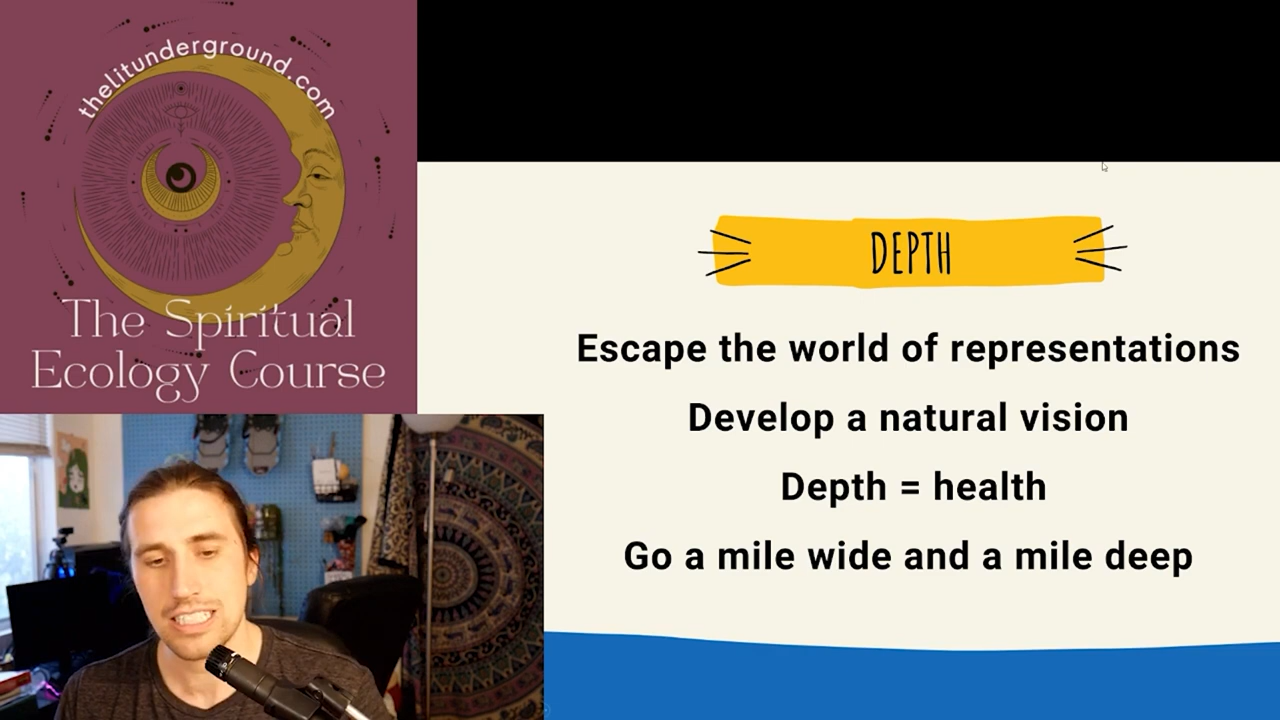 thelitunderground.com
The Spiritual
Ecology Course
DEPTH
Escape the world of representations
Develop a natural vision
Depth = health
Go a mile wide and a mile deep